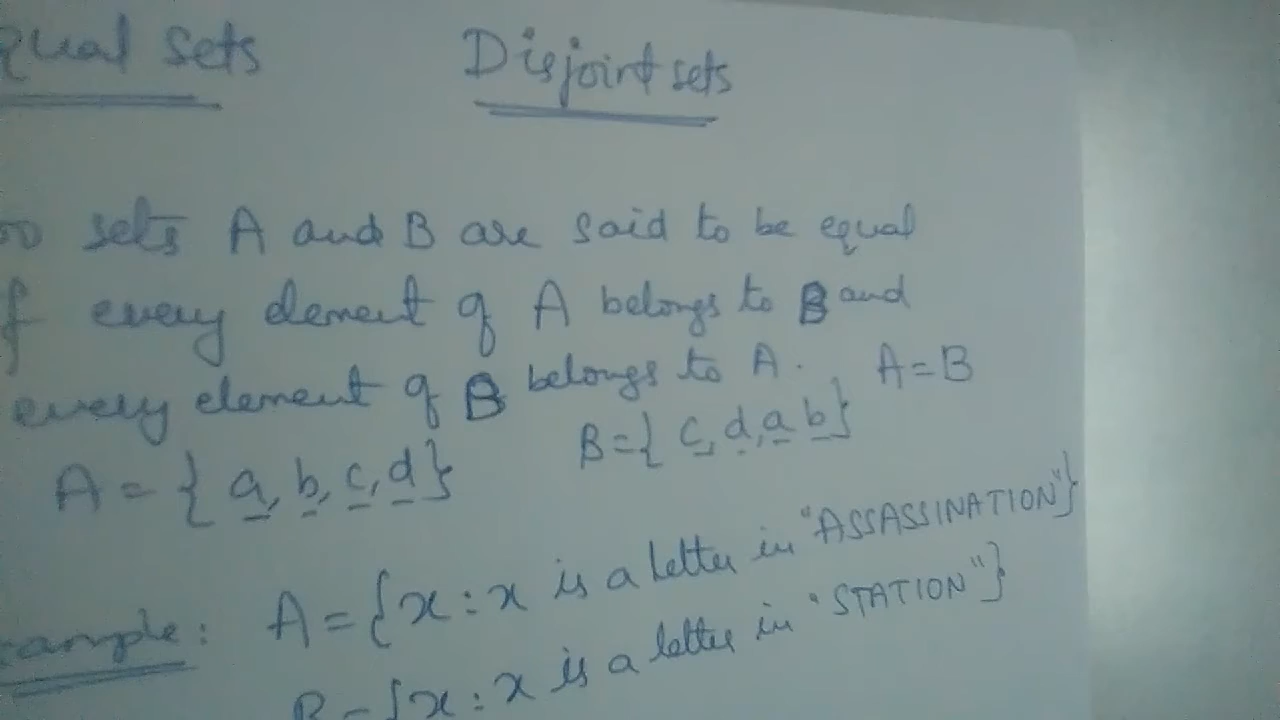 qual sets Disjoint sets
sets A and B are said to be equal
f every element of A belongs to B and
every element of B belongs to A. A=B
A = {a, b, c, d} B={c, d, a, b}
ample: A = {x : x is a letter in "ASSASSINATION"}
B = {x : x is a letter in "STATION"}